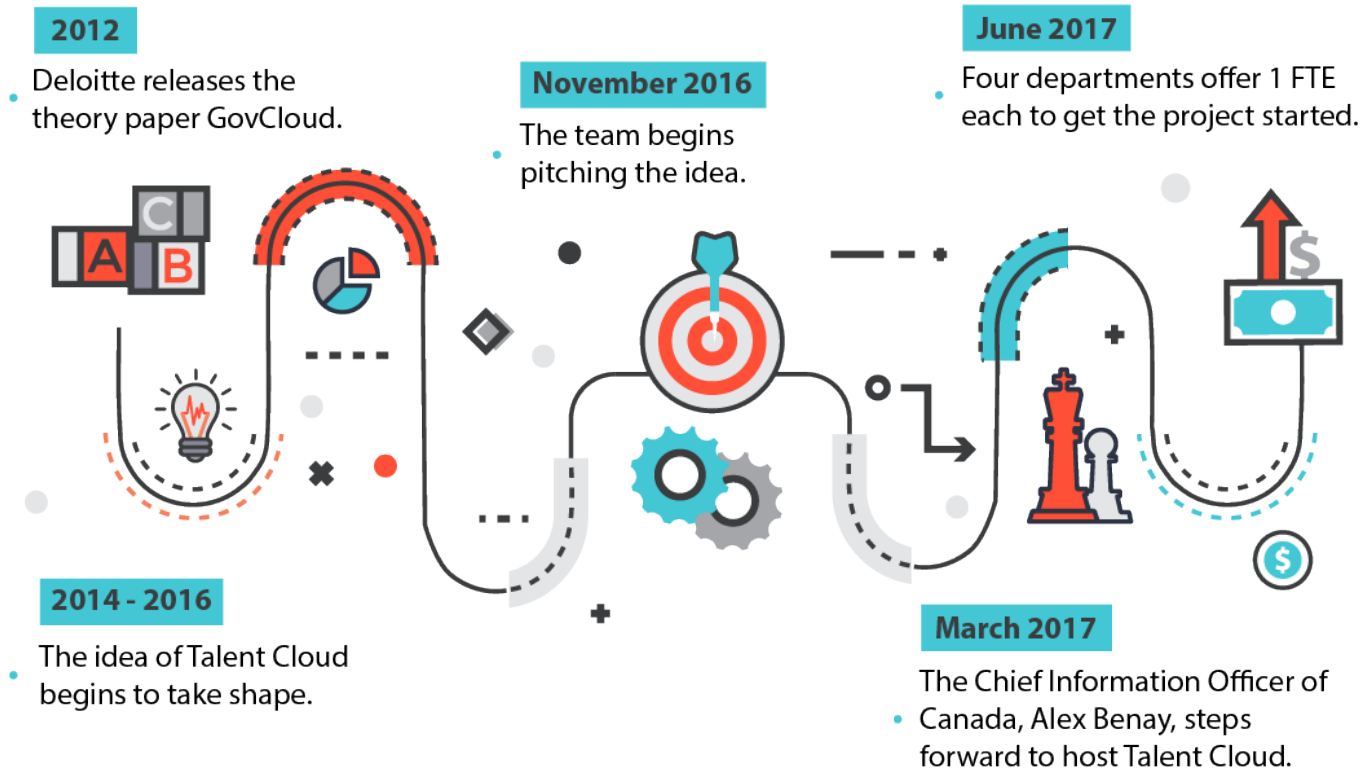 2012
Deloitte releases the
theory paper GovCloud.
2014 - 2016
The idea of Talent Cloud
begins to take shape.
November 2016
The team begins
pitching the idea.
March 2017
The Chief Information Officer of
Canada, Alex Benay, steps
forward to host Talent Cloud.
June 2017
Four departments offer 1 FTE
each to get the project started.
A
B
C
$
$